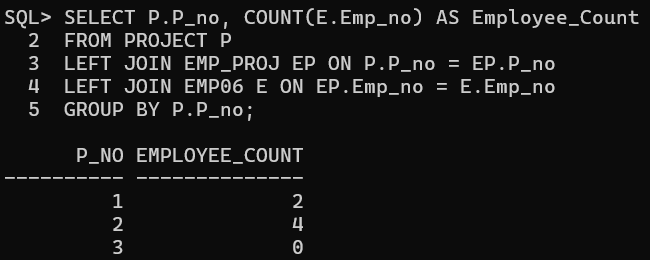 SQL> SELECT P.P_no, COUNT(E.Emp_no) AS Employee_Count
  2  FROM PROJECT P
  3  LEFT JOIN EMP_PROJ EP ON P.P_no = EP.P_no
  4  LEFT JOIN EMP06 E ON EP.Emp_no = E.Emp_no
  5  GROUP BY P.P_no;

      P_NO EMPLOYEE_COUNT
---------- --------------
         1              2
         2              4
         3              0